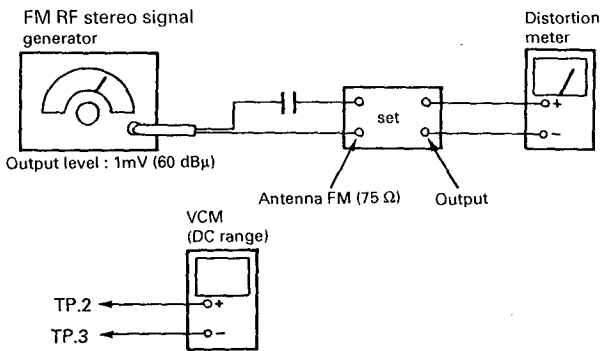 FM RF stereo signal
generator
Output level : 1mV (60 dBμ)
set
Antenna FM (75 Ω)
Output
Distortion
meter
+
−
VCM
(DC range)
TP.2
+
TP.3
−